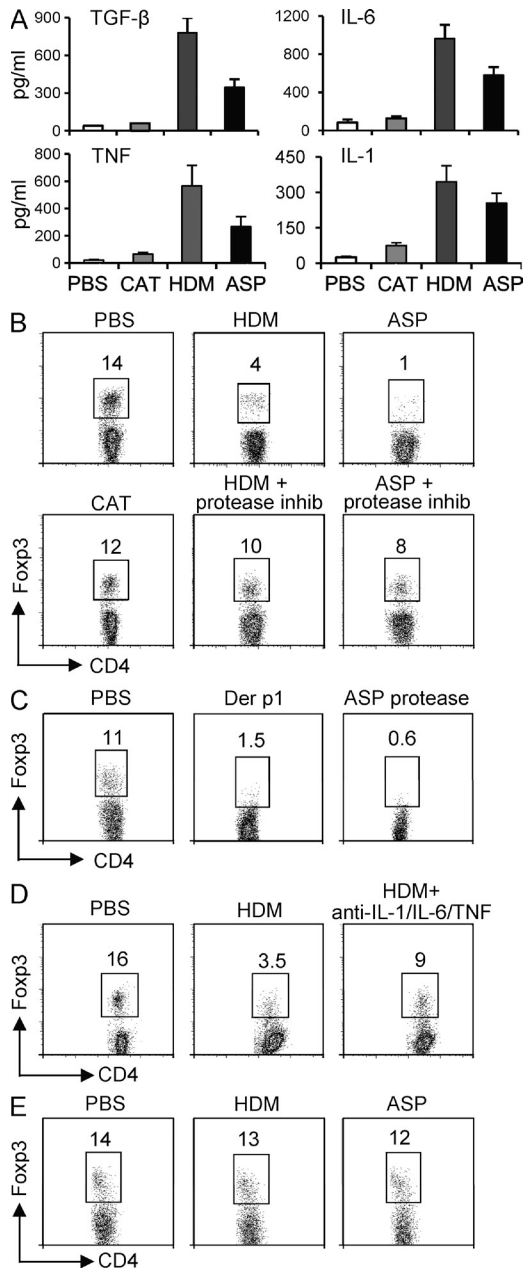 A
TGF-β
IL-6
pg/ml
900
600
300
0
1200
800
400
0
TNF
IL-1
pg/ml
800
600
400
200
0
450
300
150
0
PBS CAT HDM ASP
PBS CAT HDM ASP
B
PBS HDM ASP
14 4 1
CAT
HDM +
protease inhib
ASP +
protease inhib
12 10 8
Foxp3
CD4
C
PBS Der p1 ASP protease
11 1.5 0.6
Foxp3
CD4
D
PBS HDM
HDM+
anti-IL-1/IL-6/TNF
16 3.5 9
Foxp3
CD4
E
PBS HDM ASP
14 13 12
Foxp3
CD4